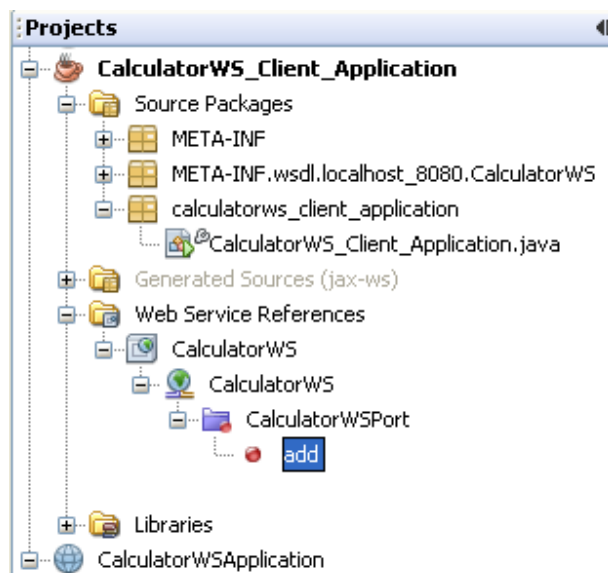 Projects
CalculatorWS_Client_Application
Source Packages
META-INF
META-INF.wsdl.localhost_8080.CalculatorWS
calculatorws_client_application
CalculatorWS_Client_Application.java
Generated Sources (jax-ws)
Web Service References
CalculatorWS
CalculatorWS
CalculatorWSPort
add
Libraries
CalculatorWSApplication